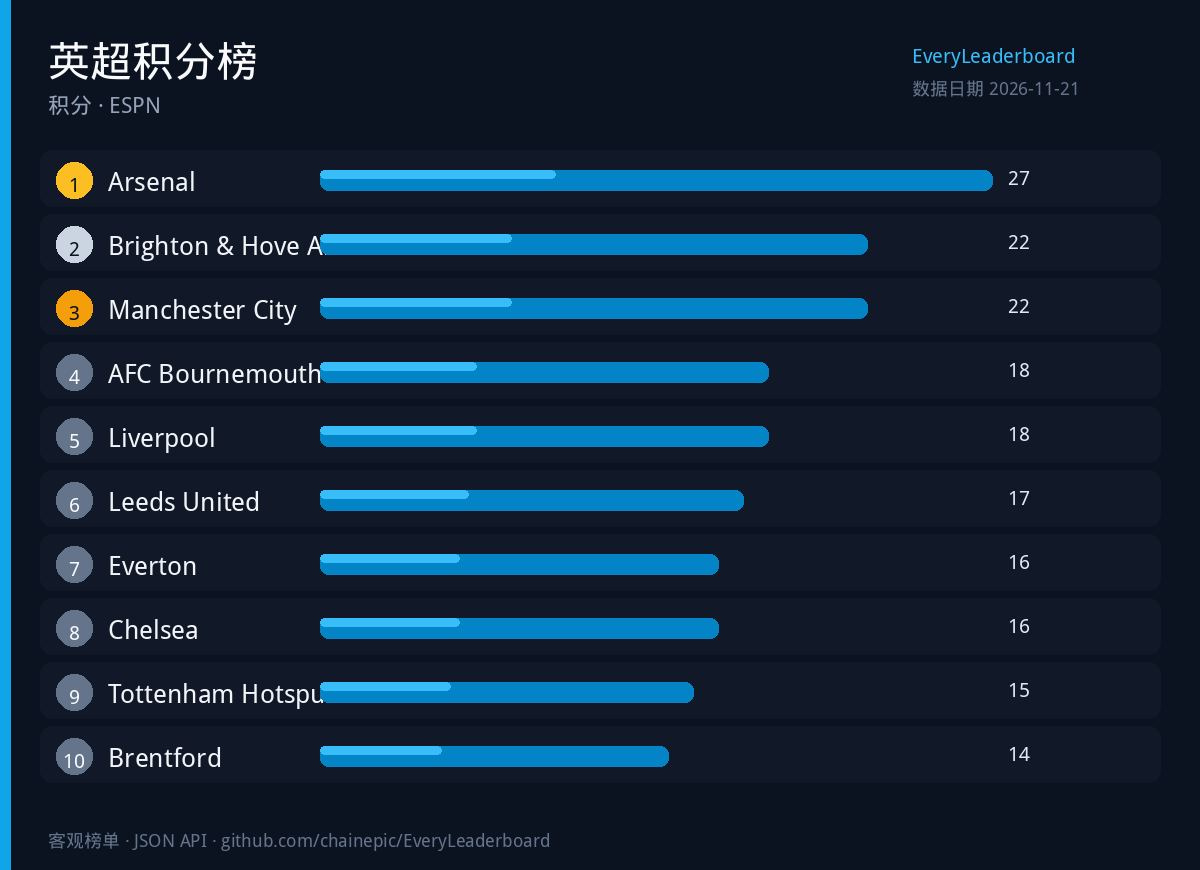 英超积分榜
积分 · ESPN
EveryLeaderboard
数据日期 2026-11-21
1 Arsenal 27
2 Brighton & Hove A 22
3 Manchester City 22
4 AFC Bournemouth 18
5 Liverpool 18
6 Leeds United 17
7 Everton 16
8 Chelsea 16
9 Tottenham Hotspu 15
10 Brentford 14
客观榜单 · JSON API · github.com/chainepic/EveryLeaderboard